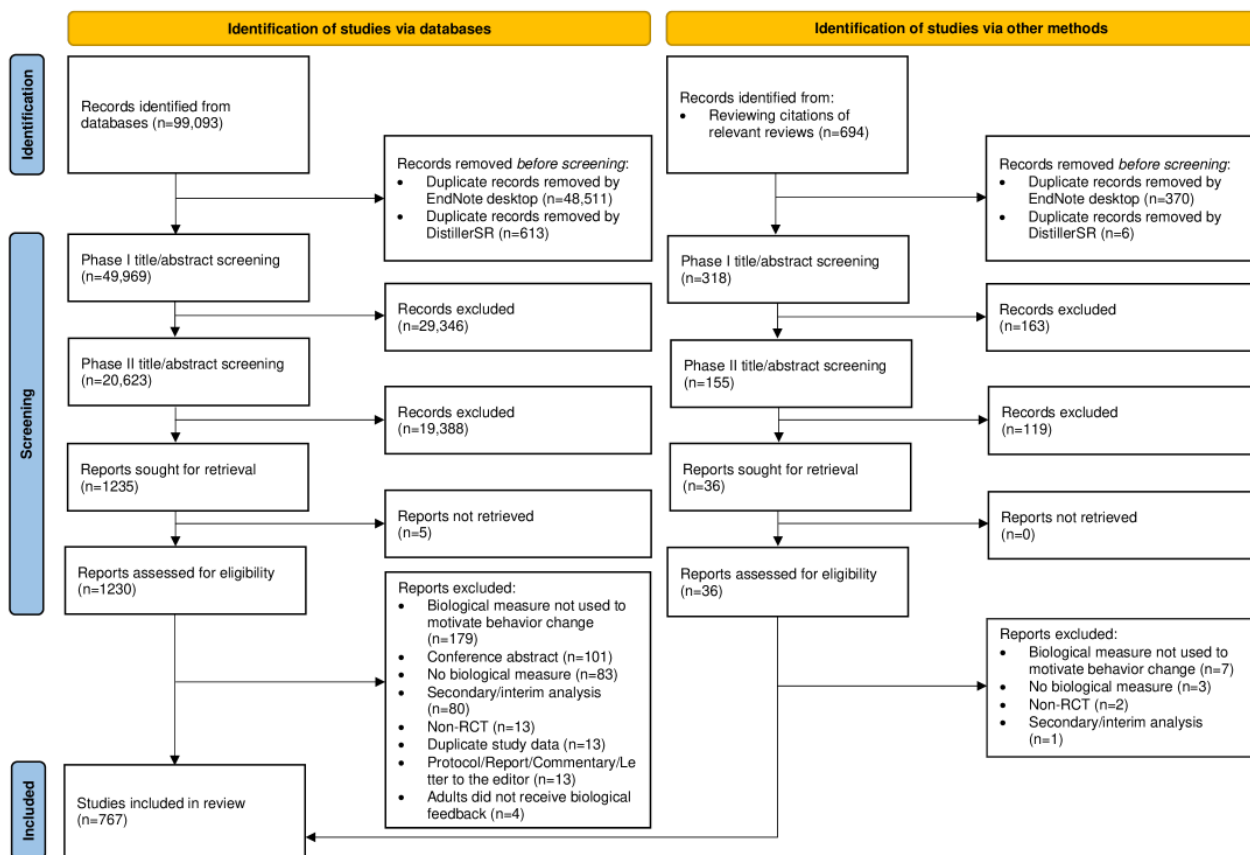 Identification of studies via databases
Identification of studies via other methods
Identification
Records identified from
databases (n=99,093)
Records removed before screening:
• Duplicate records removed by
EndNote desktop (n=48,511)
• Duplicate records removed by
DistillerSR (n=613)
Records identified from:
• Reviewing citations of
relevant reviews (n=694)
Records removed before screening:
• Duplicate records removed by
EndNote desktop (n=370)
• Duplicate records removed by
DistillerSR (n=6)
Screening
Phase I title/abstract screening
(n=49,969)
Records excluded
(n=29,346)
Phase II title/abstract screening
(n=20,623)
Records excluded
(n=19,388)
Reports sought for retrieval
(n=1235)
Reports not retrieved
(n=5)
Reports assessed for eligibility
(n=1230)
Reports excluded:
• Biological measure not used to
motivate behavior change
(n=179)
• Conference abstract (n=101)
• No biological measure (n=83)
• Secondary/interim analysis
(n=80)
• Non-RCT (n=13)
• Duplicate study data (n=13)
• Protocol/Report/Commentary/Le
tter to the editor (n=13)
• Adults did not receive biological
feedback (n=4)
Phase I title/abstract screening
(n=318)
Records excluded
(n=163)
Phase II title/abstract screening
(n=155)
Records excluded
(n=119)
Reports sought for retrieval
(n=36)
Reports not retrieved
(n=0)
Reports assessed for eligibility
(n=36)
Reports excluded:
• Biological measure not used to
motivate behavior change (n=7)
• No biological measure (n=3)
• Non-RCT (n=2)
• Secondary/interim analysis
(n=1)
Included
Studies included in review
(n=767)